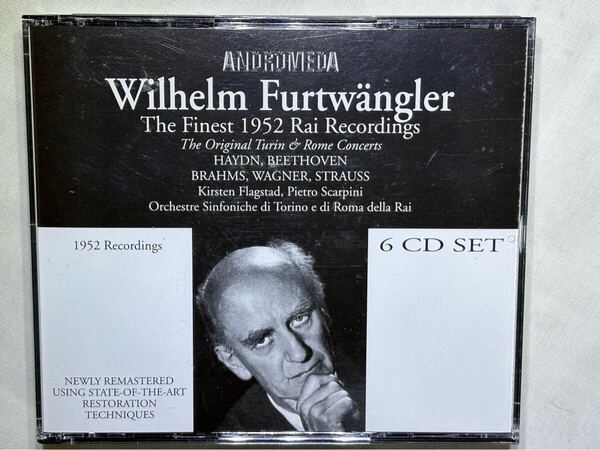 ANDROMEDA
Wilhelm Furtwängler
The Finest 1952 Rai Recordings
The Original Turin & Rome Concerts
HAYDN, BEETHOVEN
BRAHMS, WAGNER, STRAUSS
Kirsten Flagstad, Pietro Scarpini
Orchestre Sinfoniche di Torino e di Roma della Rai
1952 Recordings
6 CD SET
NEWLY REMASTERED
USING STATE-OF-THE-ART
RESTORATION
TECHNIQUES